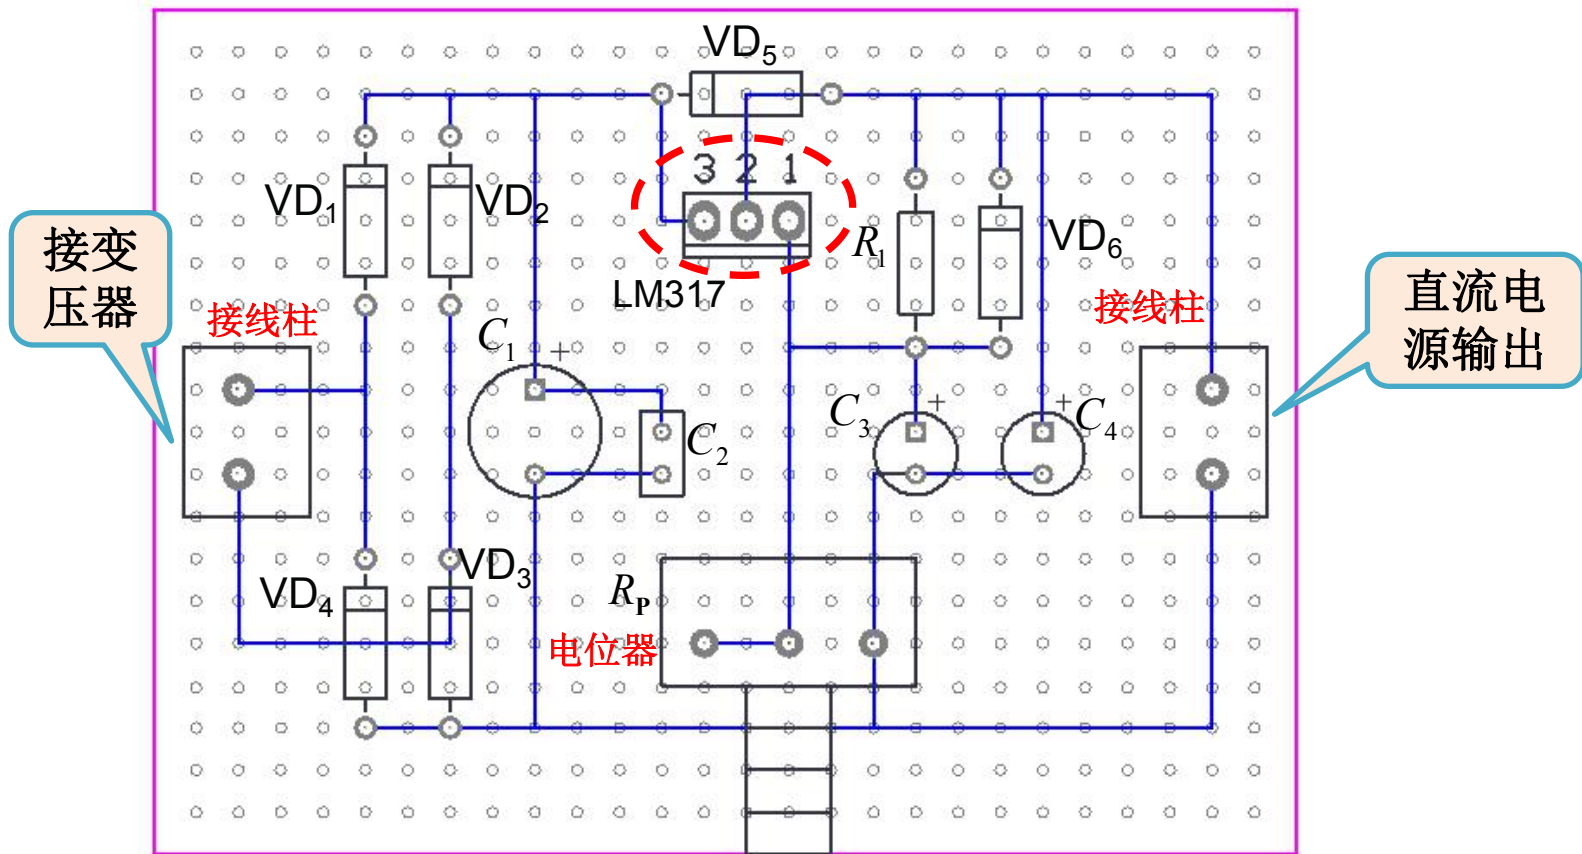 VD5
3 2 1
VD1
VD2
接变
压器
R1
VD6
LM317
直流电
源输出
接线柱
接线柱
C1
+
C3
+
+
C4
C2
VD3
VD4
RP
电位器